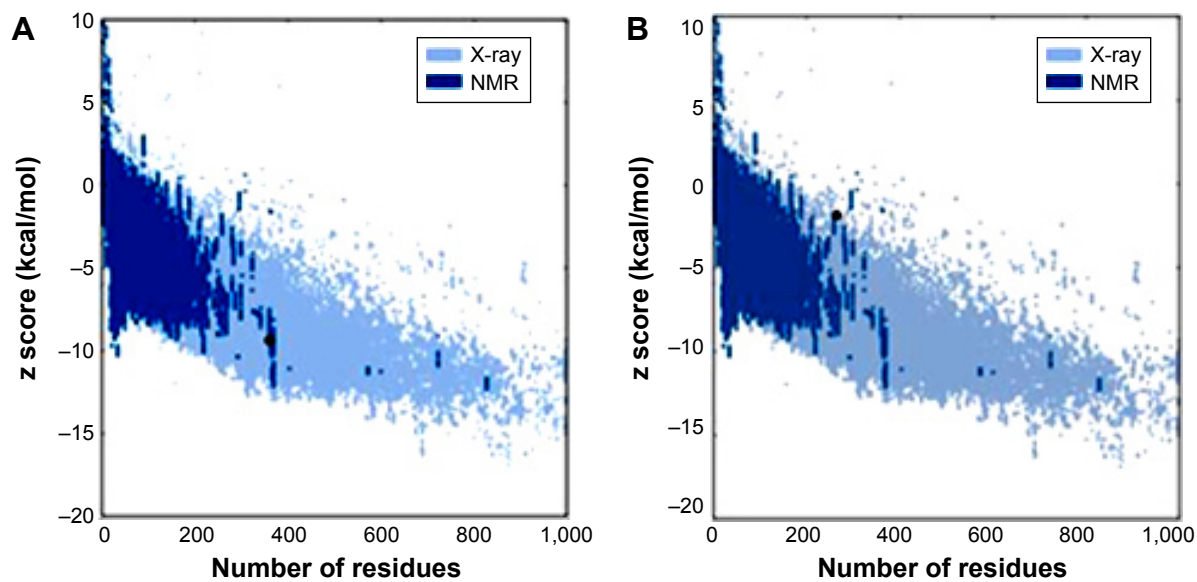 A
10
5
0
–5
–10
–15
–20
z score (kcal/mol)
X-ray
NMR
0 200 400 600 800 1,000
Number of residues
B
10
5
0
–5
–10
–15
–20
z score (kcal/mol)
X-ray
NMR
0 200 400 600 800 1,000
Number of residues